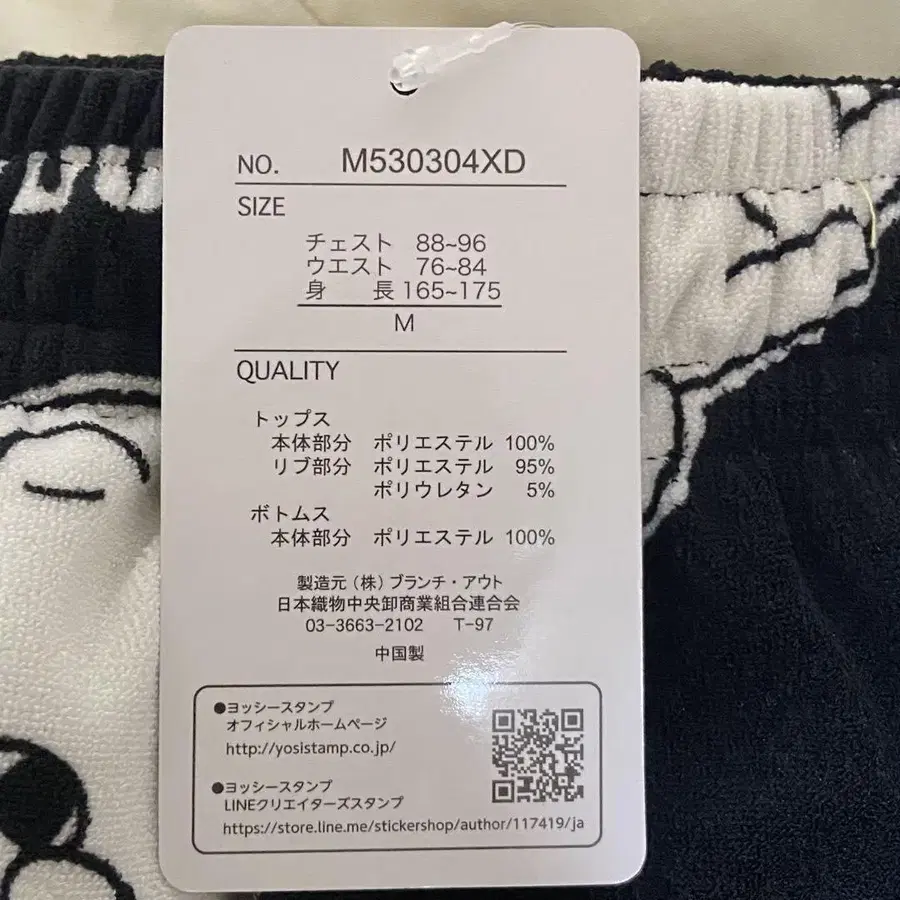 NO. M530304XD
SIZE
チェスト 88~96
ウエスト 76~84
身 長 165~175
M
QUALITY
トップス
本体部分 ポリエステル 100%
リブ部分 ポリエステル 95%
ポリウレタン 5%
ボトムス
本体部分 ポリエステル 100%
製造元（株）ブランチ・アウト
日本織物中央卸商業組合連合会
03-3663-2102 T-97
中国製
●ヨッシースタンプ
オフィシャルホームページ
http://yosistamp.co.jp/
●ヨッシースタンプ
LINEクリエイターズスタンプ
https://store.line.me/stickershop/author/117419/ja